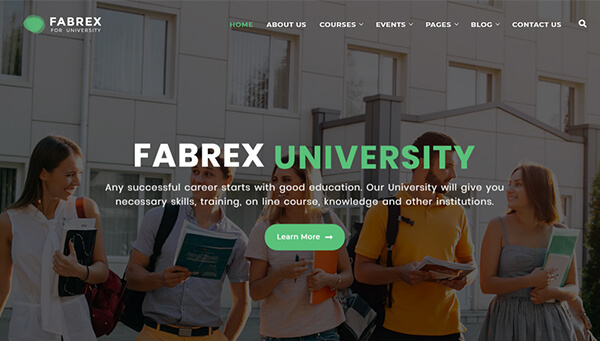 FABREX
FOR UNIVERSITY
HOME ABOUT US COURSES EVENTS PAGES BLOG CONTACT US
FABREX UNIVERSITY
Any successful career starts with good education. Our University will give you
necessary skills, training, on line course, knowledge and other institutions.
Learn More